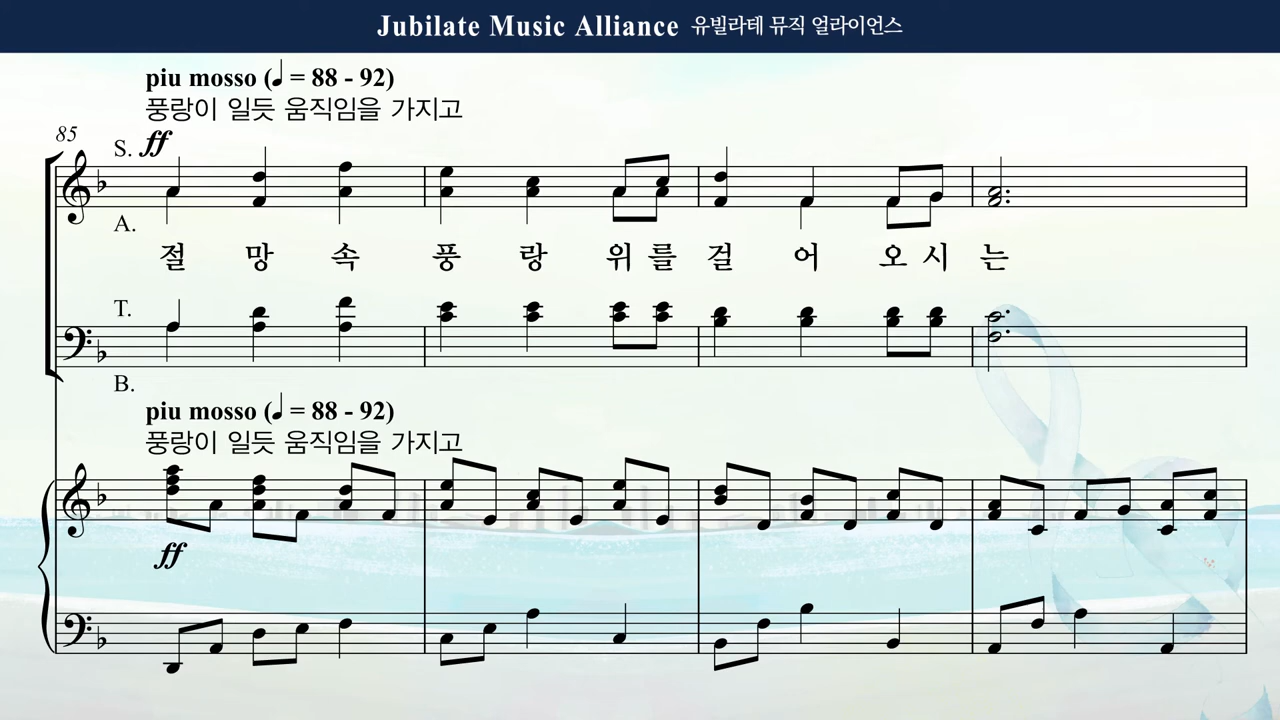 Jubilate Music Alliance 유빌라테 뮤직 얼라이언스
piu mosso (♩ = 88 - 92)
풍랑이 일듯 움직임을 가지고
85
S. ff
A.
절 망 속 풍 랑 위 를 걸 어 오 시 는
T.
B.
piu mosso (♩ = 88 - 92)
풍랑이 일듯 움직임을 가지고
ff